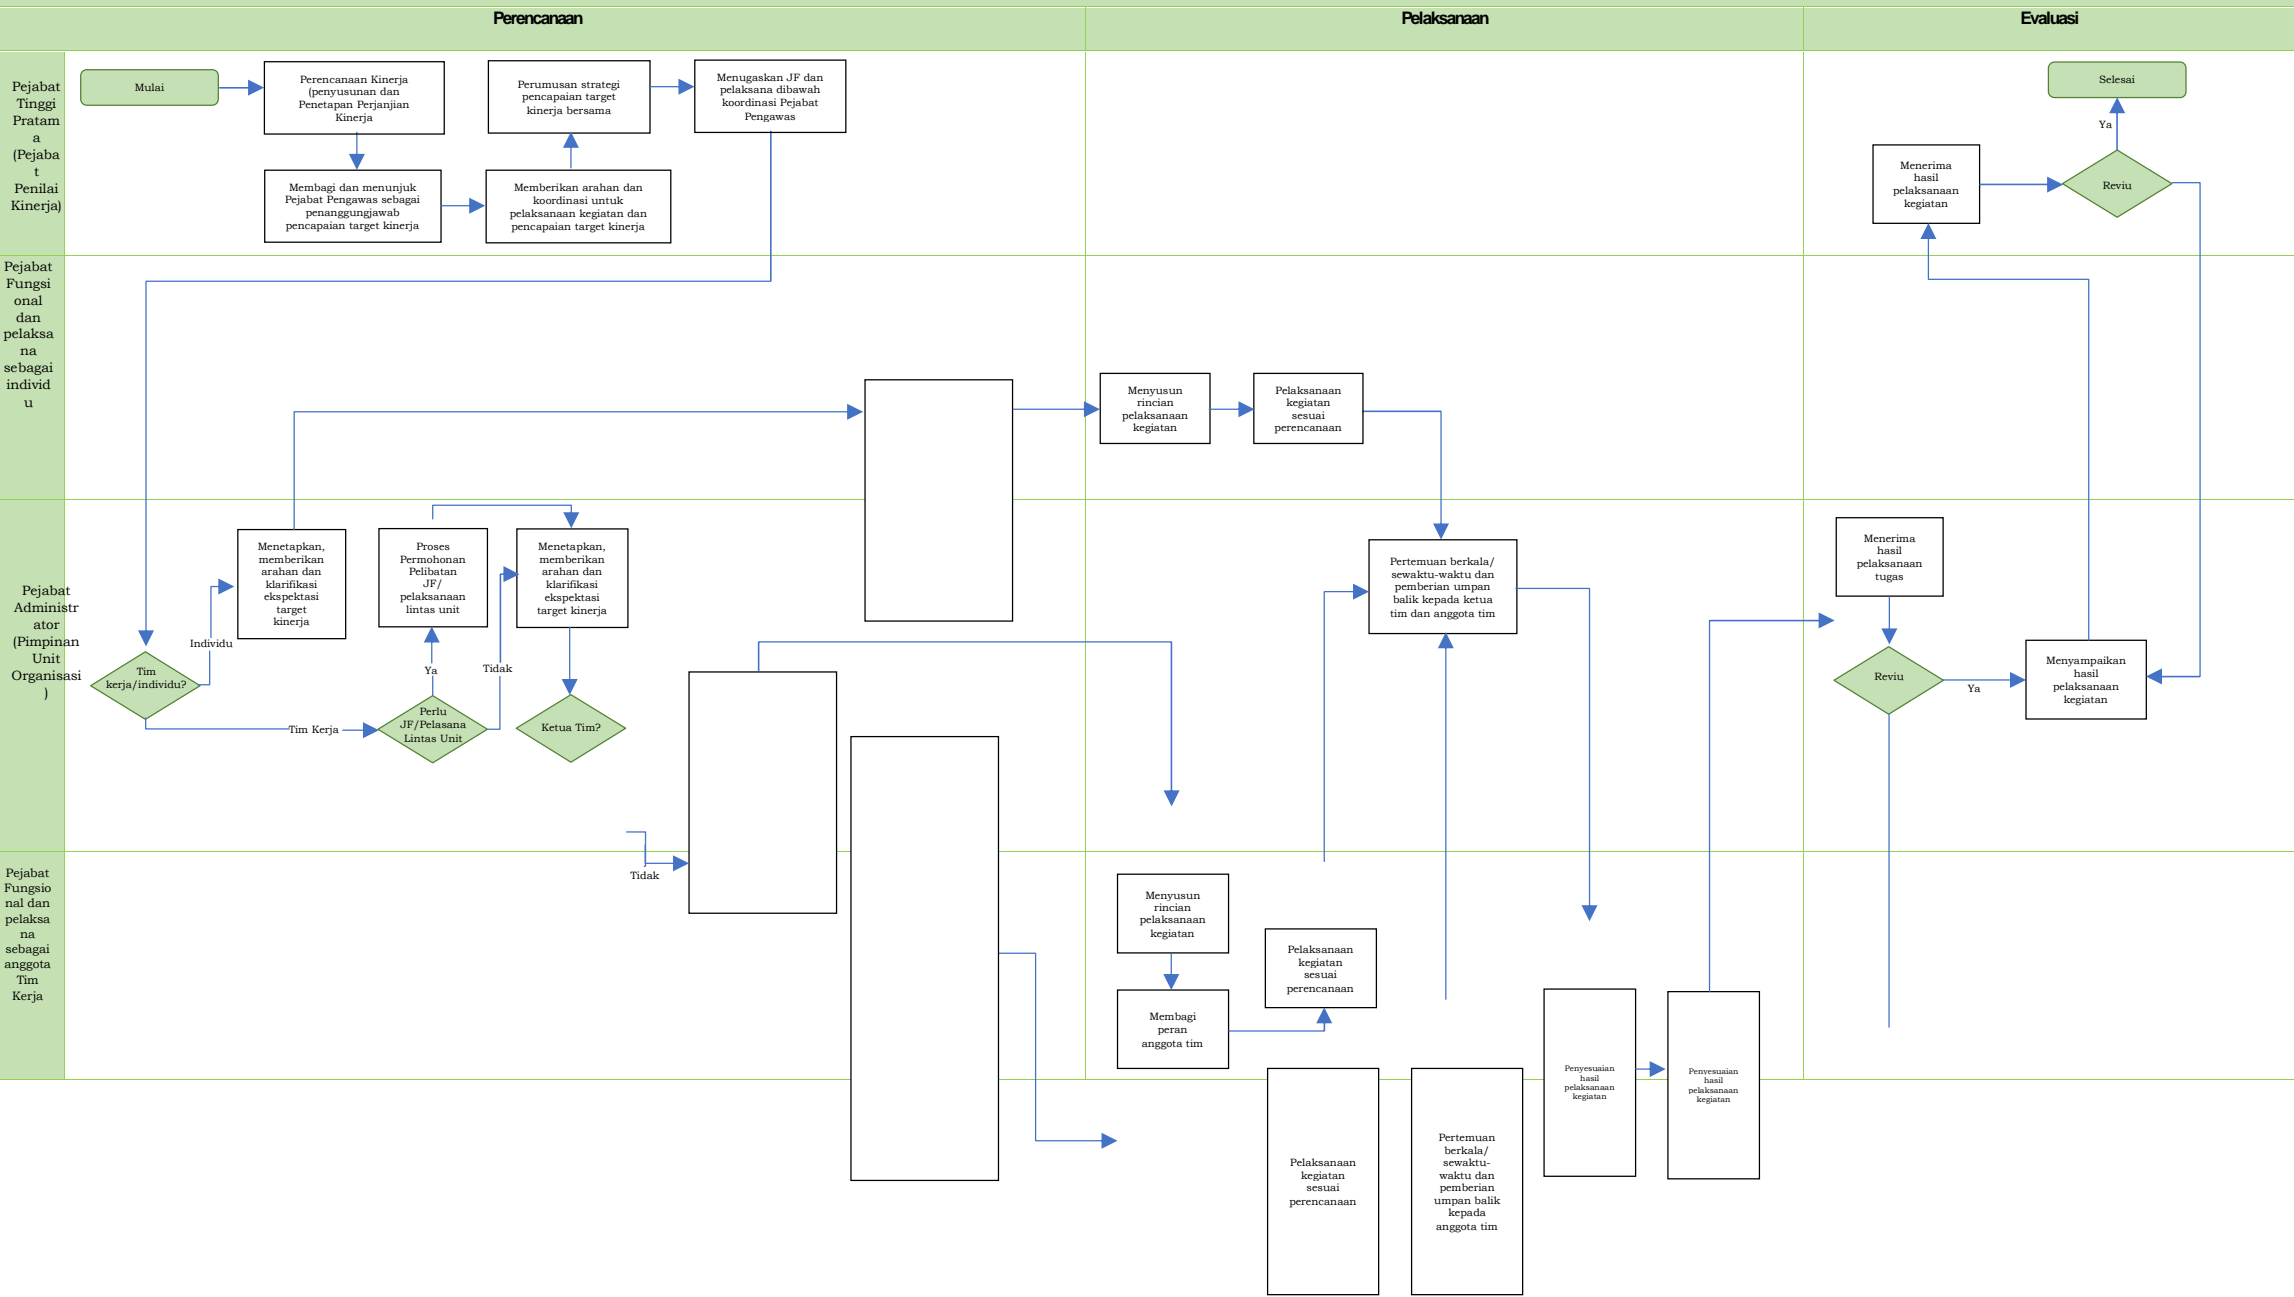 Perencanaan
Pelaksanaan
Evaluasi
Pejabat
Tinggi
Pratam
a
(Pejaba
t
Penilai
Kinerja)
Mulai
Perencanaan Kinerja
(penyusunan dan
Penetapan Perjanjian
Kinerja
Perumusan strategi
pencapaian target
kinerja bersama
Menugaskan JF dan
pelaksana dibawah
koordinasi Pejabat
Pengawas
Membagi dan menunjuk
Pejabat Pengawas sebagai
penanggungjawab
pencapaian target kinerja
Memberikan arahan dan
koordinasi untuk
pelaksanaan kegiatan dan
pencapaian target kinerja
Selesai
Ya
Menerima
hasil
pelaksanaan
kegiatan
Reviu
Pejabat
Fungsi
onal
dan
pelaksa
na
sebagai
individ
u
Menyusun
rincian
pelaksanaan
kegiatan
Pelaksanaan
kegiatan
sesuai
perencanaan
Pejabat
Administr
ator
(Pimpinan
Unit
Organisasi
)
Tim
kerja/individu?
Individu
Tim Kerja
Menetapkan,
memberikan
arahan dan
klarifikasi
ekspektasi
target
kinerja
Proses
Permohonan
Pelibatan
JF/
pelaksanaan
lintas unit
Ya
Tidak
Perlu
JF/Pelasana
Lintas Unit
Menetapkan,
memberikan
arahan dan
klarifikasi
ekspektasi
target kinerja
Ketua Tim?
Tidak
Pertemuan berkala/
sewaktu-waktu dan
pemberian umpan
balik kepada ketua
tim dan anggota tim
Menerima
hasil
pelaksanaan
tugas
Reviu
Ya
Menyampaikan
hasil
pelaksanaan
kegiatan
Pejabat
Fungsio
nal dan
pelaksa
na
sebagai
anggota
Tim
Kerja
Menyusun
rincian
pelaksanaan
kegiatan
Membagi
peran
anggota tim
Pelaksanaan
kegiatan
sesuai
perencanaan
Pelaksanaan
kegiatan
sesuai
perencanaan
Pertemuan
berkala/
sewaktu-
waktu dan
pemberian
umpan balik
kepada
anggota tim
Penyesuaian
hasil
pelaksanaan
kegiatan
Penyesuaian
hasil
pelaksanaan
kegiatan